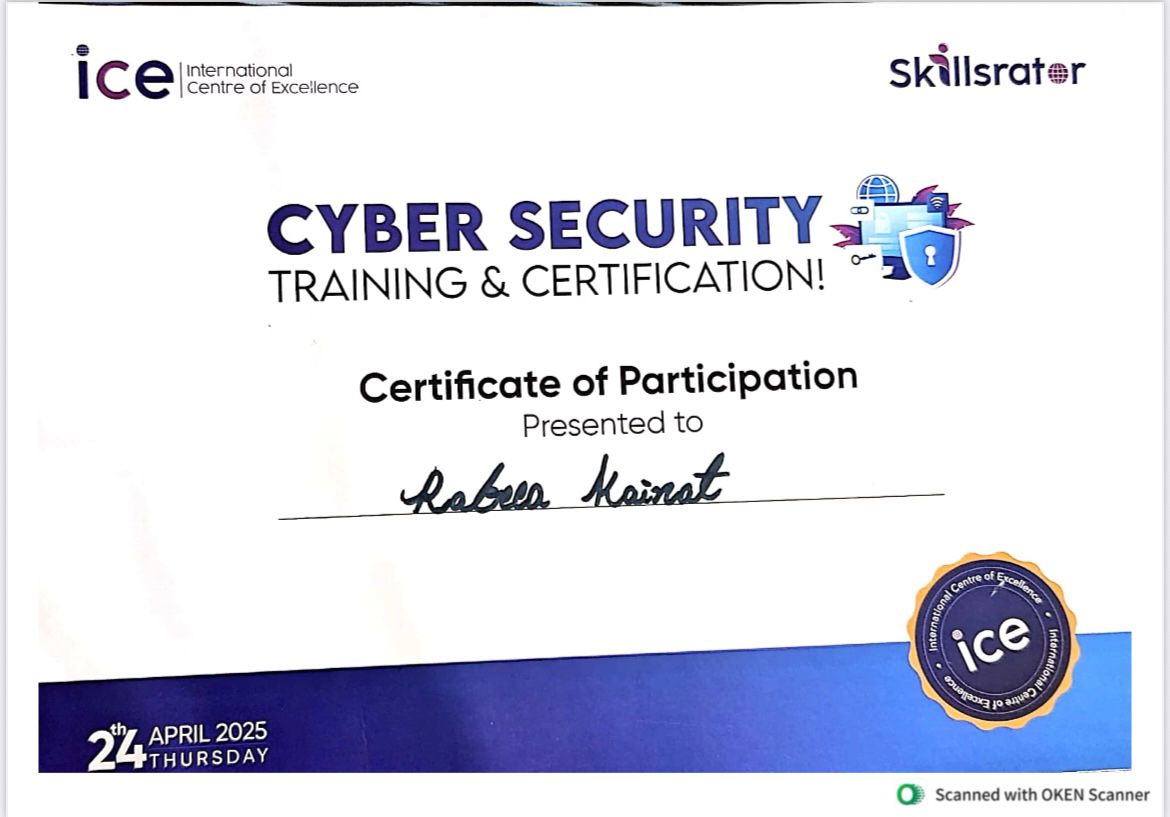 ice International
Centre of Excellence
Skillsrator
CYBER SECURITY
TRAINING & CERTIFICATION!
Certificate of Participation
Presented to
Rabeea Kainat
International Centre of Excellence
ice
International Centre of Excellence
24th APRIL 2025
THURSDAY
Scanned with OKEN Scanner